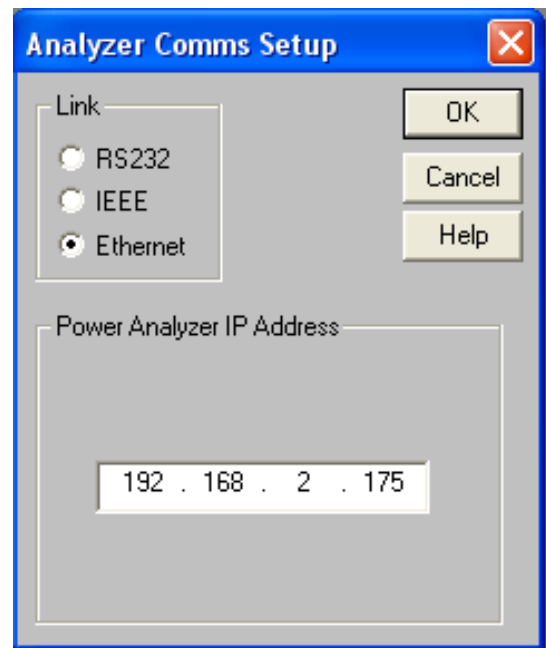 Analyzer Comms Setup
Link
RS232
IEEE
Ethernet
OK
Cancel
Help
Power Analyzer IP Address
192 . 168 . 2 . 175